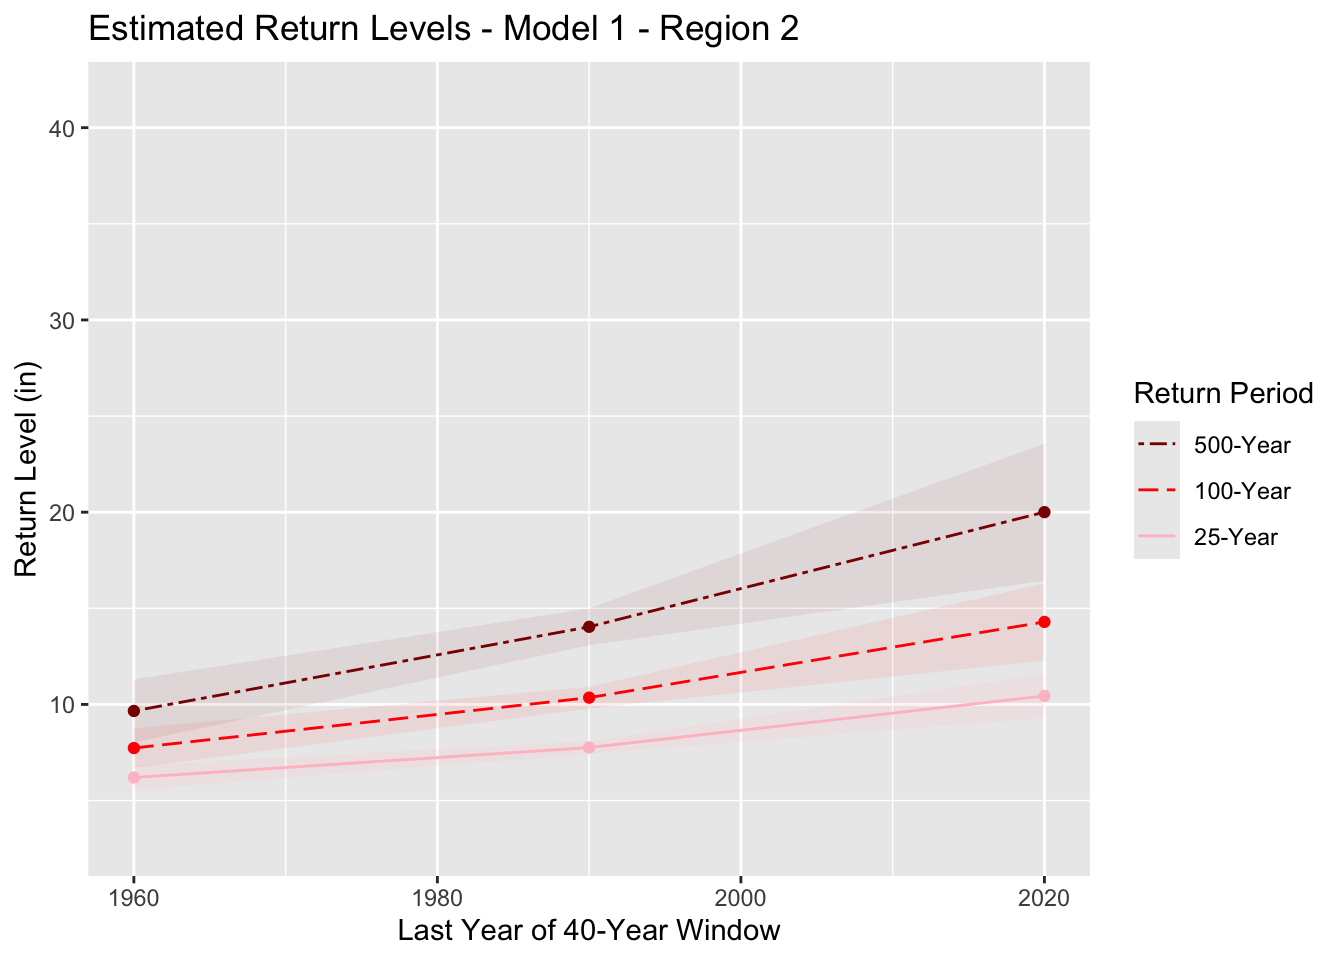 Estimated Return Levels - Model 1 - Region 2
Return Level (in)
40
30
20
10
1960
1980
2000
2020
Last Year of 40-Year Window
Return Period
500-Year
100-Year
25-Year